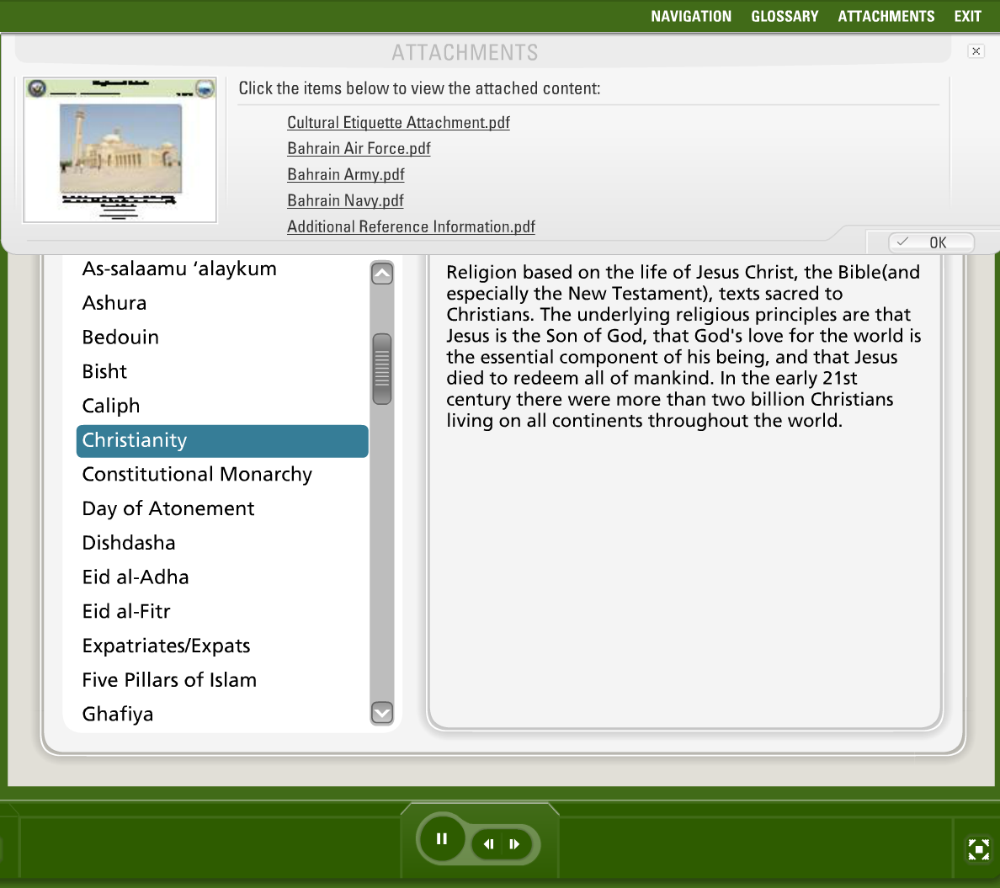 NAVIGATION GLOSSARY ATTACHMENTS EXIT
ATTACHMENTS
Click the items below to view the attached content:
Cultural Etiquette Attachment.pdf
Bahrain Air Force.pdf
Bahrain Army.pdf
Bahrain Navy.pdf
Additional Reference Information.pdf
OK
As-salaamu ‘alaykum
Ashura
Bedouin
Bisht
Caliph
Christianity
Constitutional Monarchy
Day of Atonement
Dishdasha
Eid al-Adha
Eid al-Fitr
Expatriates/Expats
Five Pillars of Islam
Ghafiya
Religion based on the life of Jesus Christ, the Bible(and
especially the New Testament), texts sacred to
Christians. The underlying religious principles are that
Jesus is the Son of God, that God's love for the world is
the essential component of his being, and that Jesus
died to redeem all of mankind. In the early 21st
century there were more than two billion Christians
living on all continents throughout the world.